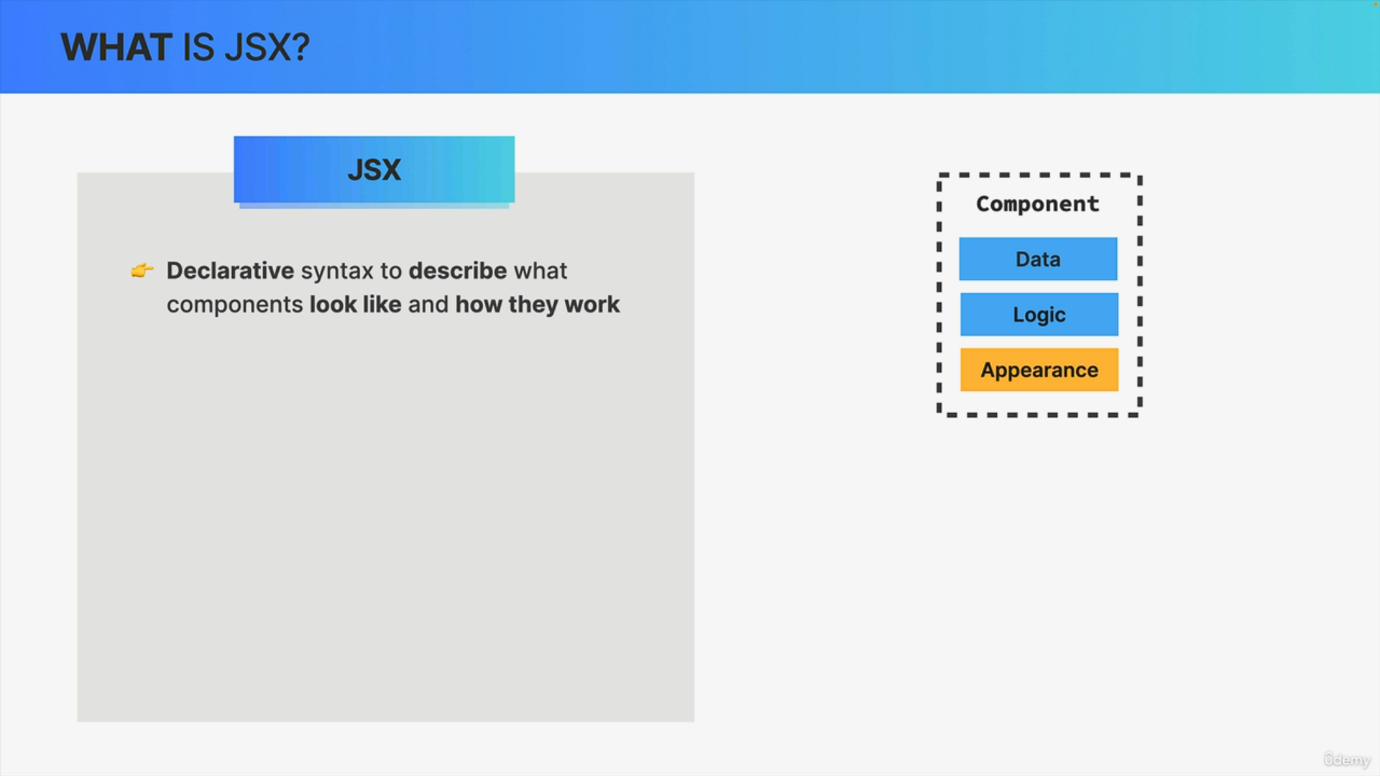 WHAT IS JSX?
JSX
👉 Declarative syntax to describe what
components look like and how they work
Component
Data
Logic
Appearance
ûdemy